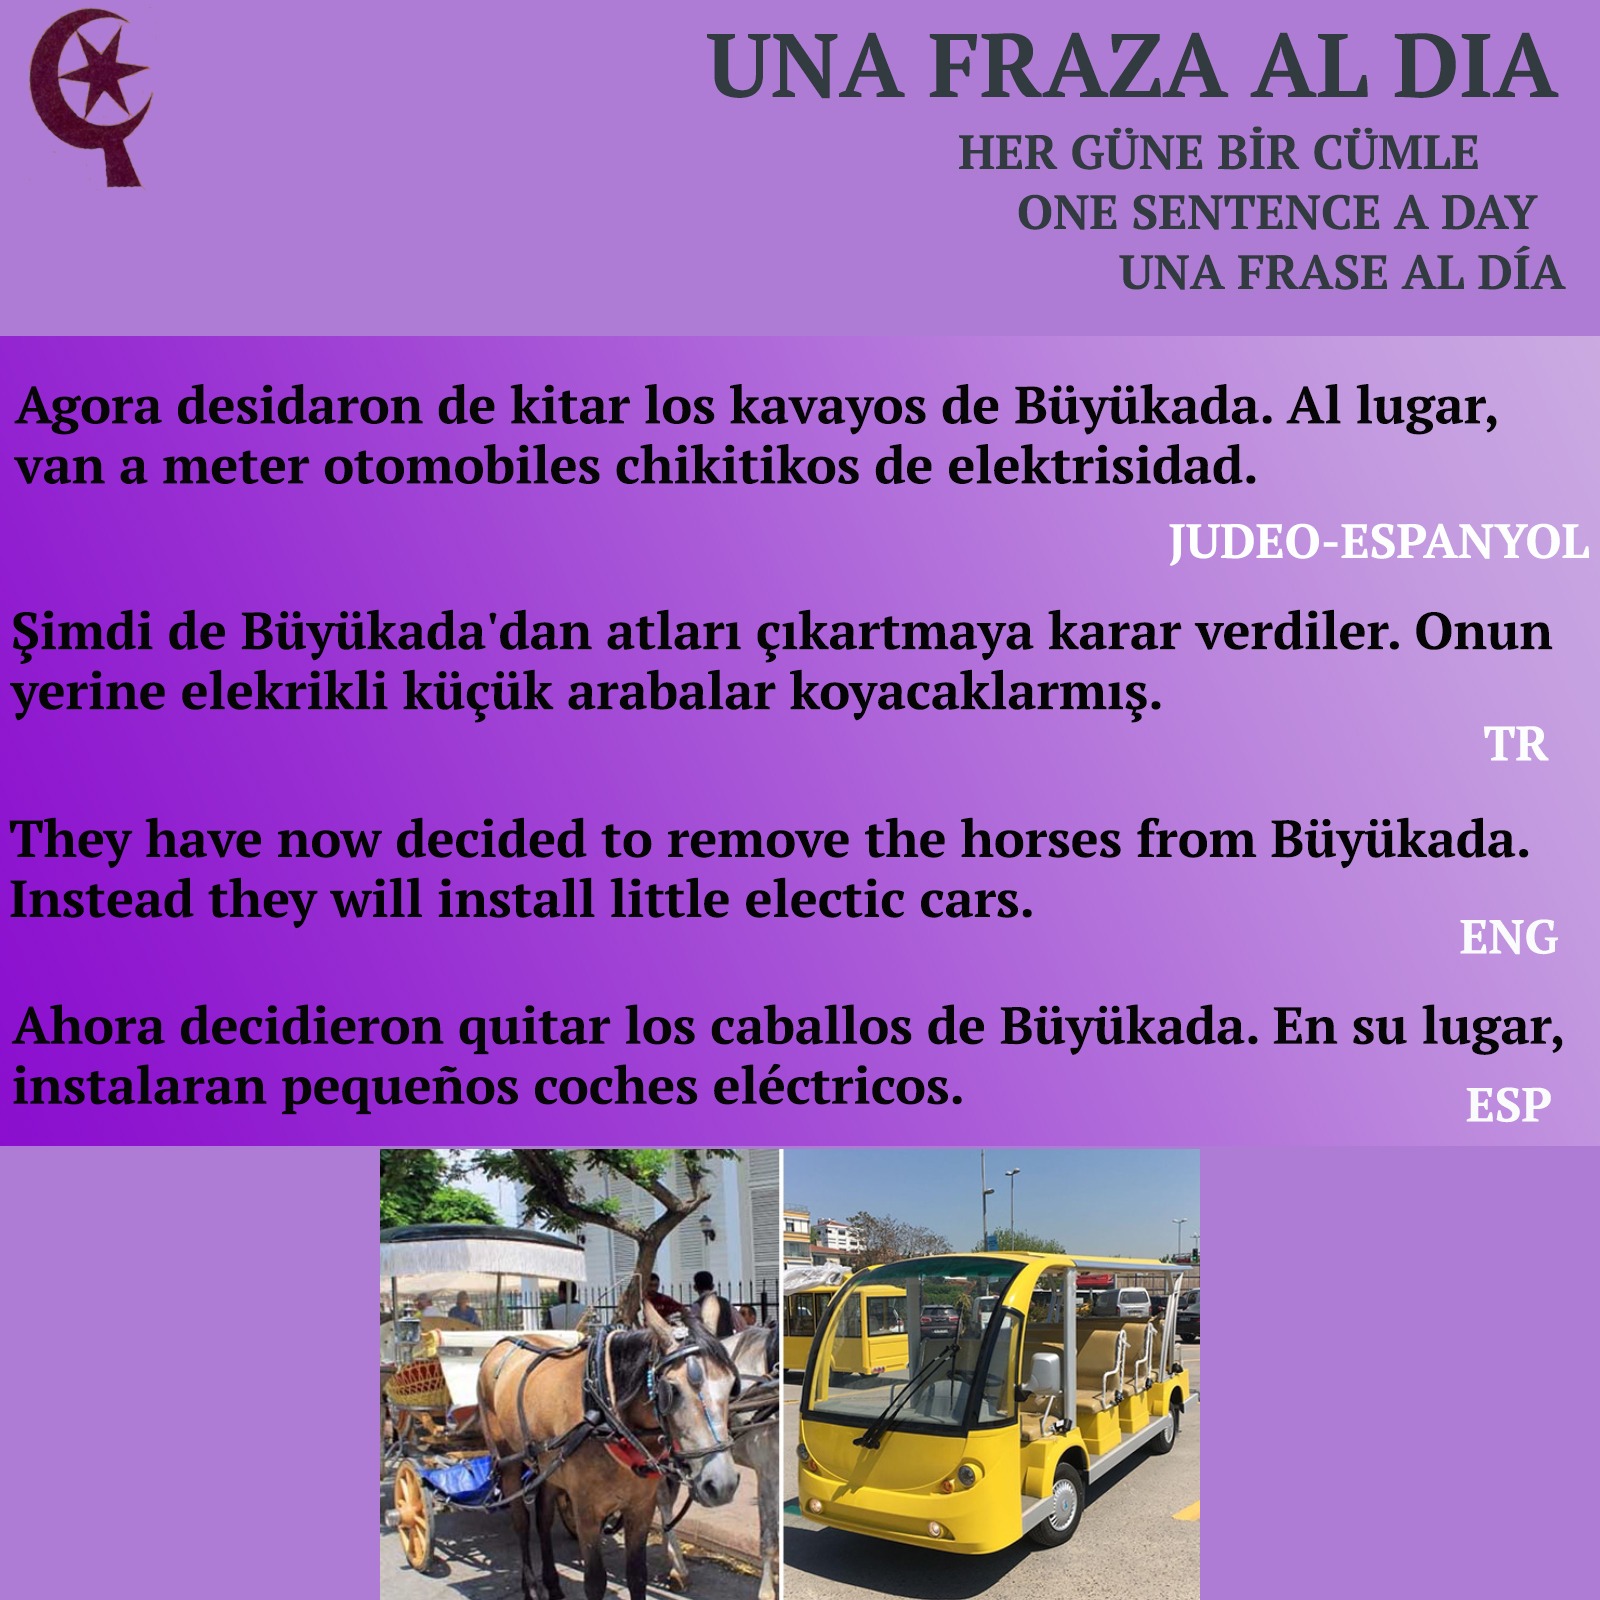 UNA FRAZA AL DIA
HER GÜNE BİR CÜMLE
ONE SENTENCE A DAY
UNA FRASE AL DÍA
Agora desidaron de kitar los kavayos de Büyükada. Al lugar,
van a meter otomobiles chikitikos de elektrisidad.
JUDEO-ESPANYOL
Şimdi de Büyükada'dan atları çıkartmaya karar verdiler. Onun
yerine elekrikli küçük arabalar koyacaklarmış.
TR
They have now decided to remove the horses from Büyükada.
Instead they will install little electic cars.
ENG
Ahora decidieron quitar los caballos de Büyükada. En su lugar,
instalaran pequeños coches eléctricos.
ESP